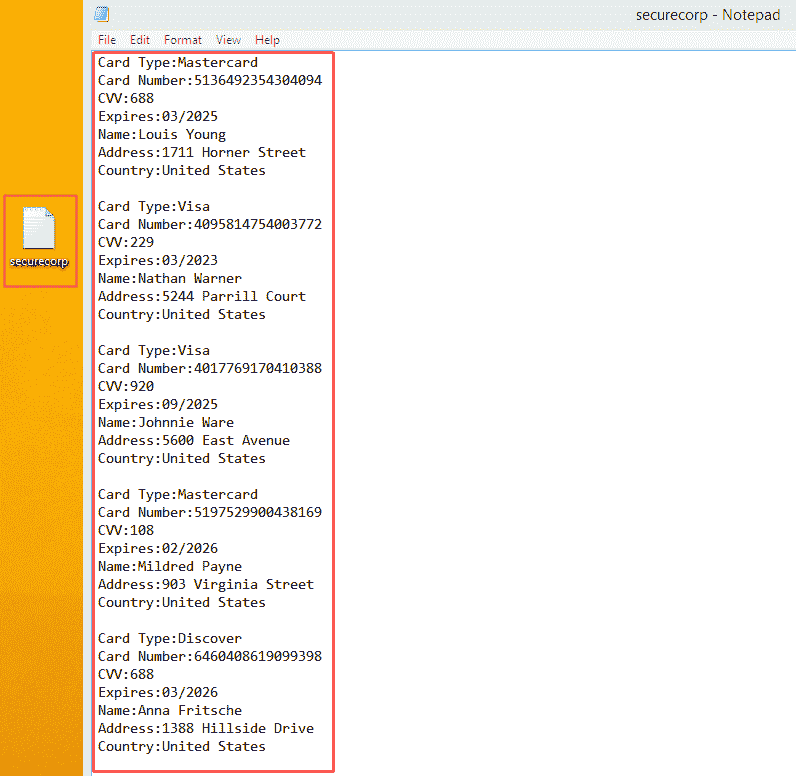 securecorp - Notepad
File Edit Format View Help
Card Type:Mastercard
Card Number:5136492354304094
CVV:688
Expires:03/2025
Name:Louis Young
Address:1711 Horner Street
Country:United States
Card Type:Visa
Card Number:4095814754003772
CVV:229
Expires:03/2023
Name:Nathan Warner
Address:5244 Parrill Court
Country:United States
Card Type:Visa
Card Number:4017769170410388
CVV:920
Expires:09/2025
Name:Johnnie Ware
Address:5600 East Avenue
Country:United States
Card Type:Mastercard
Card Number:5197529900438169
CVV:108
Expires:02/2026
Name:Mildred Payne
Address:903 Virginia Street
Country:United States
Card Type:Discover
Card Number:6460408619099398
CVV:688
Expires:03/2026
Name:Anna Fritsche
Address:1388 Hillside Drive
Country:United States
securecorp